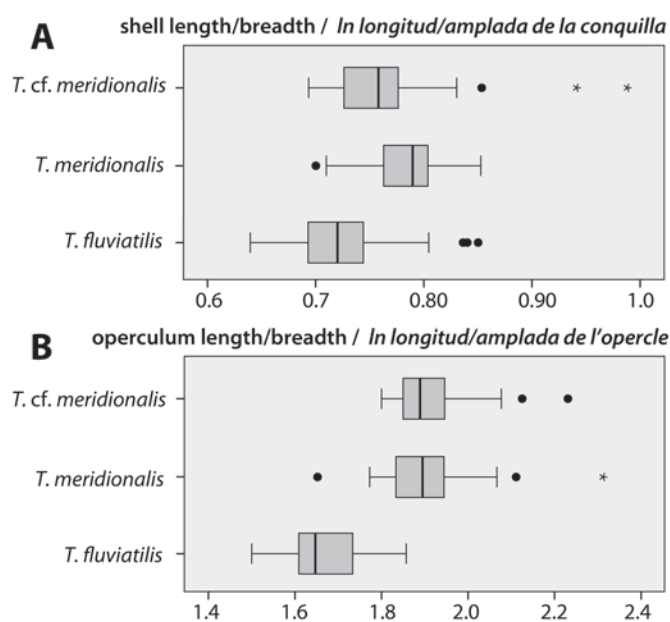 A
shell length/breadth / ln longitud/amplada de la conquilla
T. cf. meridionalis
T. meridionalis
T. fluviatilis
0.6 0.7 0.80 0.90 1.0
B
operculum length/breadth / ln longitud/amplada de l’opercle
T. cf. meridionalis
T. meridionalis
T. fluviatilis
1.4 1.6 1.8 2.0 2.2 2.4